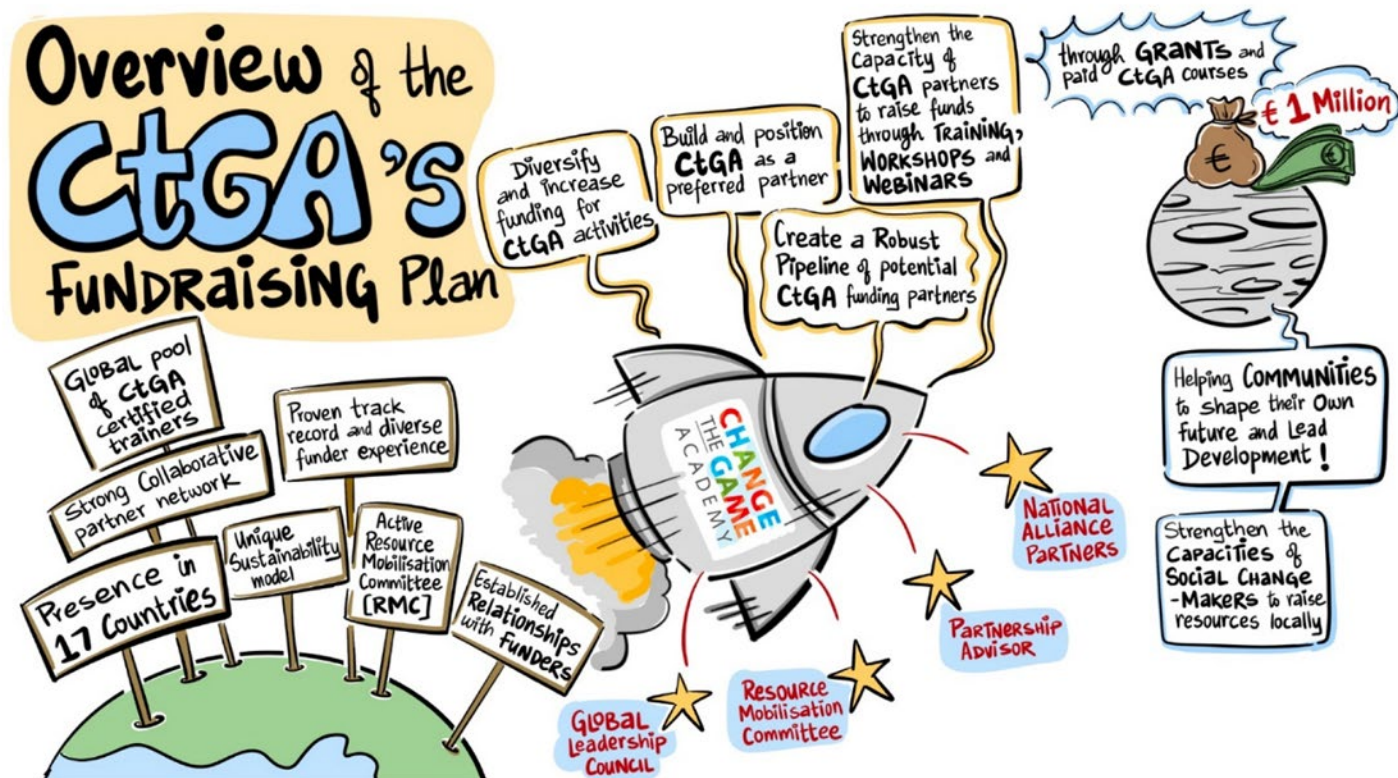 Overview of the
CtGA's
FUNDRAISING Plan
Diversify
and increase
funding for
CtGA activities
Build and position
CtGA as a
preferred partner
Strengthen the
Capacity of
CtGA partners
to raise funds
through TRAINING,
WORKSHOPS and
WEBINARS
Create a Robust
Pipeline of potential
CtGA funding partners
through GRANTS and
paid CtGA courses
€ 1 Million
€
Helping COMMUNITIES
to shape their Own
future and Lead
Development!
Strengthen the
CAPACITIES of
SOCIAL CHANGE
-MAKERS to raise
resources locally
GLOBAL pool
of CtGA
certified
trainers
Strong Collaborative
partner network
Presence in
17 Countries
Proven track
record and diverse
funder experience
Unique
Sustainability
model
Active
Resource
Mobilisation
Committee
[RMC]
Established
Relationships
with FUNDERS
CHANGE
THE GAME
ACADEMY
GLOBAL
Leadership
COUNCIL
RESOURCE
Mobilisation
COMMITTEE
PARTNERSHIP
ADVISOR
NATIONAL
ALLIANCE
PARTNERS